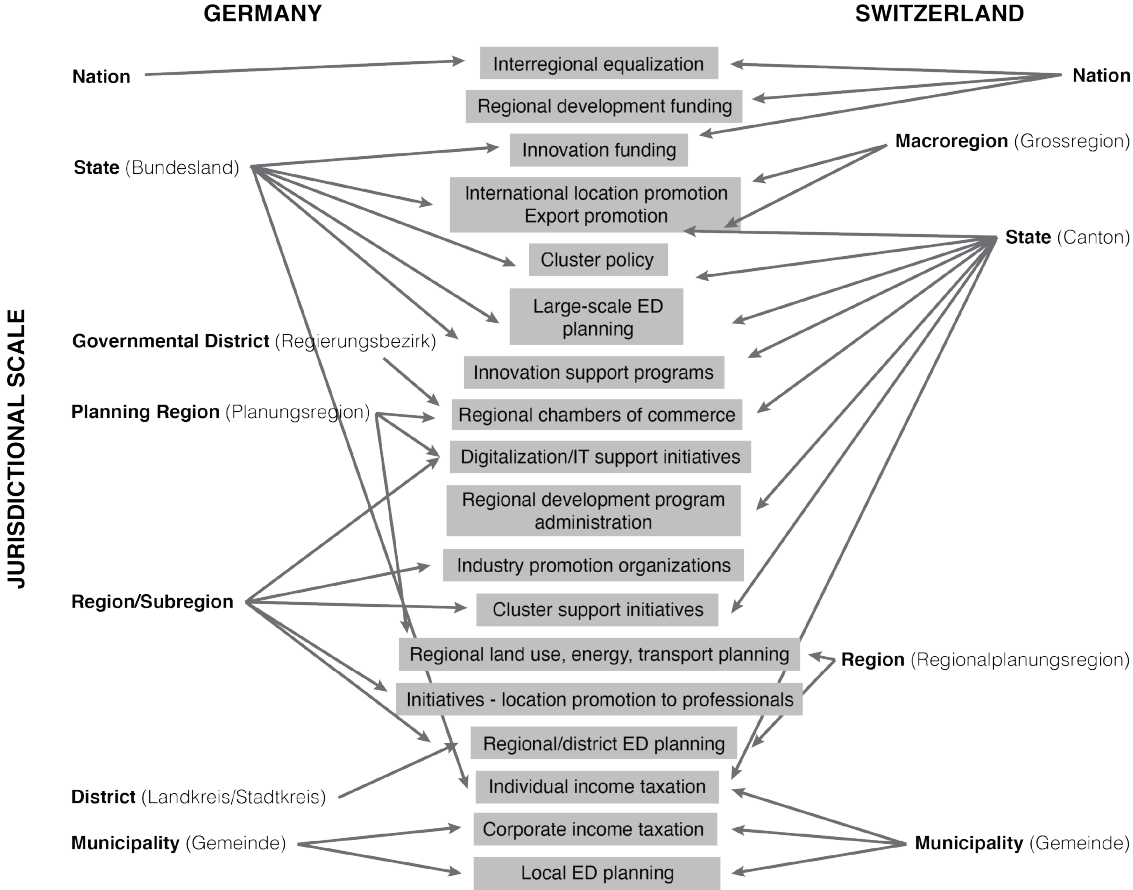 GERMANY
SWITZERLAND
JURISDICTIONAL SCALE
Nation
State (Bundesland)
Governmental District (Regierungsbezirk)
Planning Region (Planungsregion)
Region/Subregion
District (Landkreis/Stadtkreis)
Municipality (Gemeinde)
Interregional equalization
Regional development funding
Innovation funding
International location promotion
Export promotion
Cluster policy
Large-scale ED
planning
Innovation support programs
Regional chambers of commerce
Digitalization/IT support initiatives
Regional development program
administration
Industry promotion organizations
Cluster support initiatives
Regional land use, energy, transport planning
Initiatives - location promotion to professionals
Regional/district ED planning
Individual income taxation
Corporate income taxation
Local ED planning
Nation
Macroregion (Grossregion)
State (Canton)
Region (Regionalplanungsregion)
Municipality (Gemeinde)